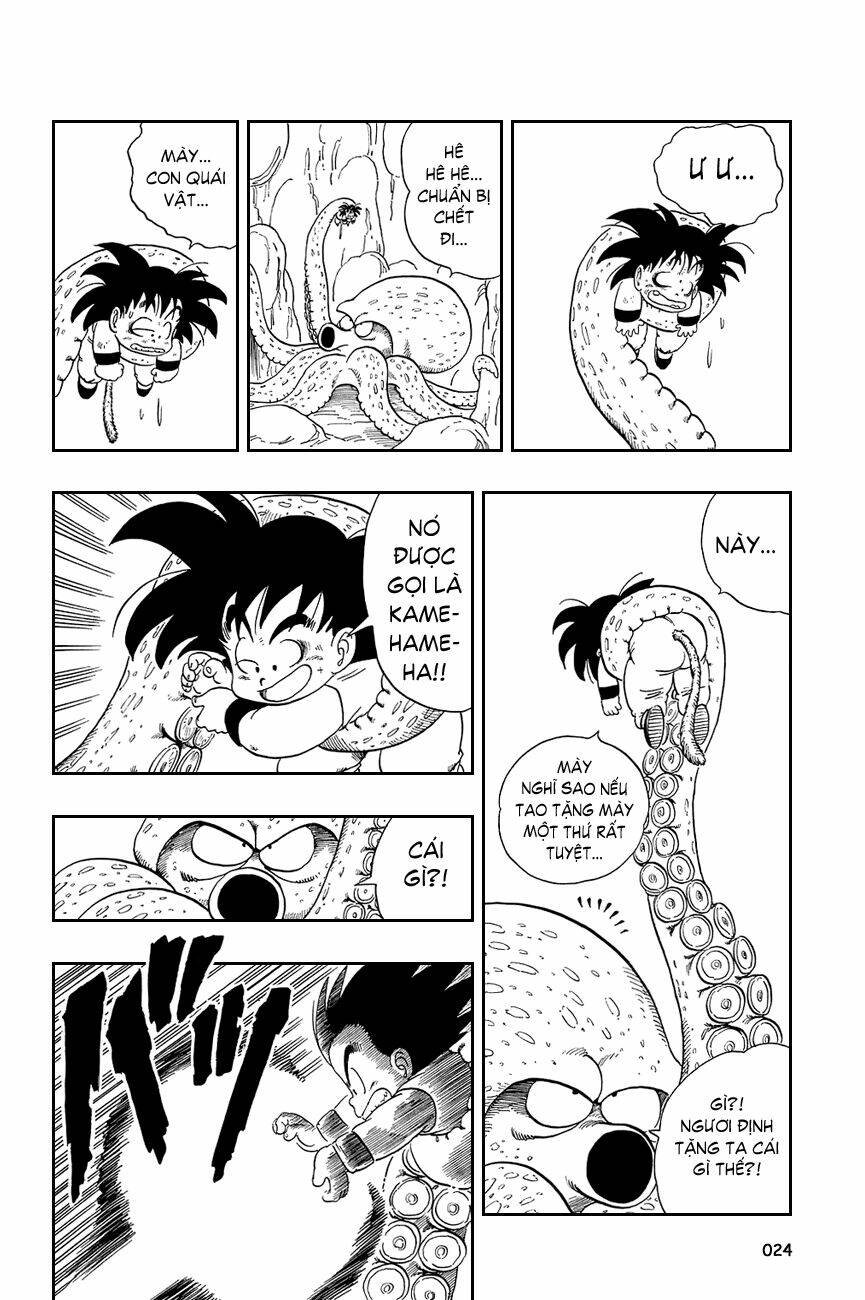 Ư Ư...
HÊ
HÊ HÊ...
CHUẨN BỊ
CHẾT
ĐI...
MÀY...
CON QUÁI
VẬT...
NÀY...
MÀY
NGHĨ SAO NẾU
TAO TẶNG MÀY
MỘT THỨ RẤT
TUYỆT...
GÌ?!
NGƯƠI ĐỊNH
TẶNG TA CÁI
GÌ THẾ?!
NÓ
ĐƯỢC
GỌI LÀ
KAME-
HAME-
HA!!
CÁI
GÌ?!
024